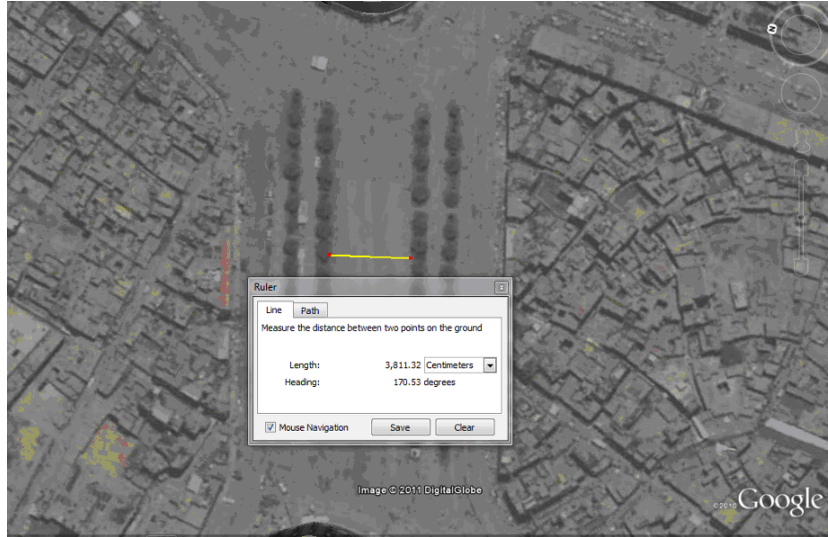 N
Ruler
Line Path
Measure the distance between two points on the ground
Length: 3,811.32 Centimeters
Heading: 170.53 degrees
Mouse Navigation Save Clear
Image © 2011 DigitalGlobe
©2010 Google